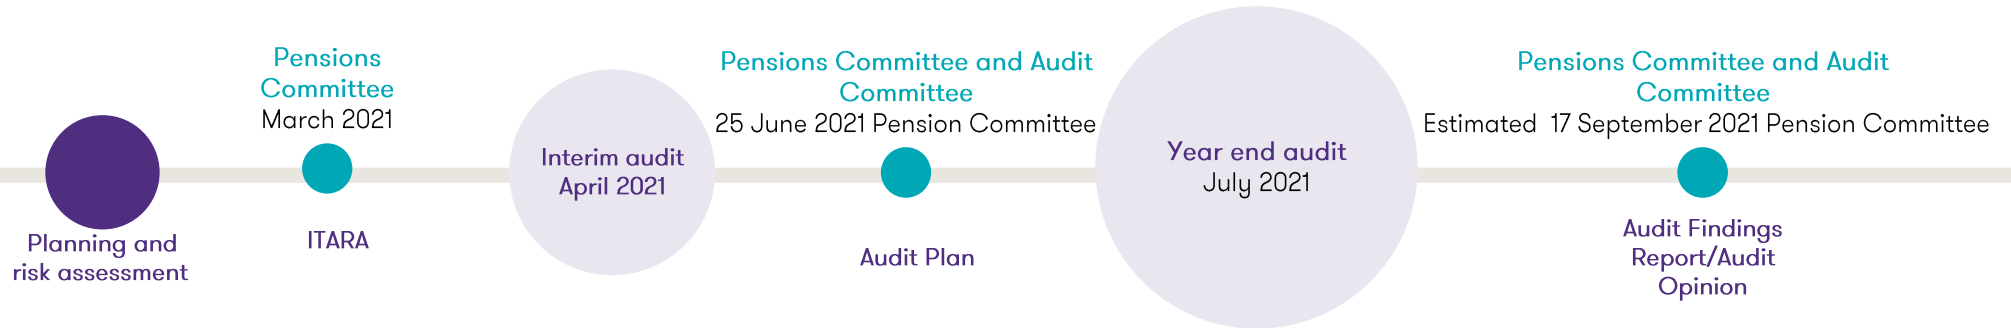 Planning and
risk assessment
Pensions
Committee
March 2021
ITARA
Interim audit
April 2021
Pensions Committee and Audit
Committee
25 June 2021 Pension Committee
Audit Plan
Year end audit
July 2021
Pensions Committee and Audit
Committee
Estimated 17 September 2021 Pension Committee
Audit Findings
Report/Audit
Opinion